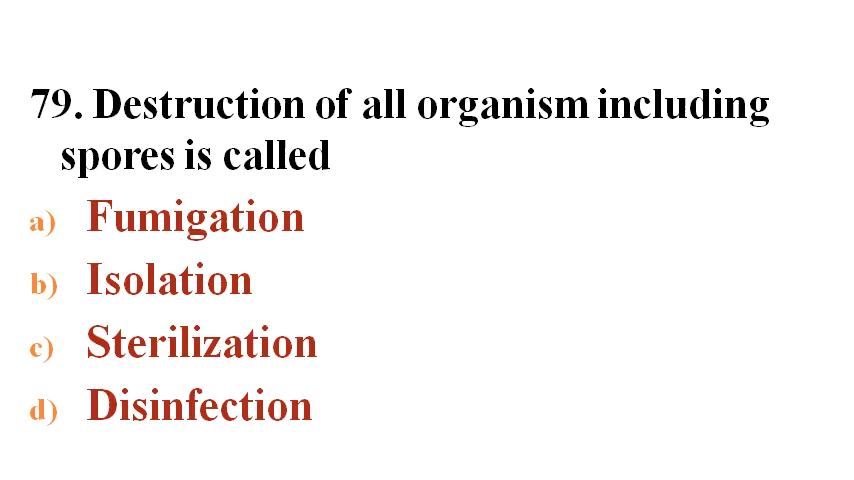 79. Destruction of all organism including
spores is called
a) Fumigation
b) Isolation
c) Sterilization
d) Disinfection